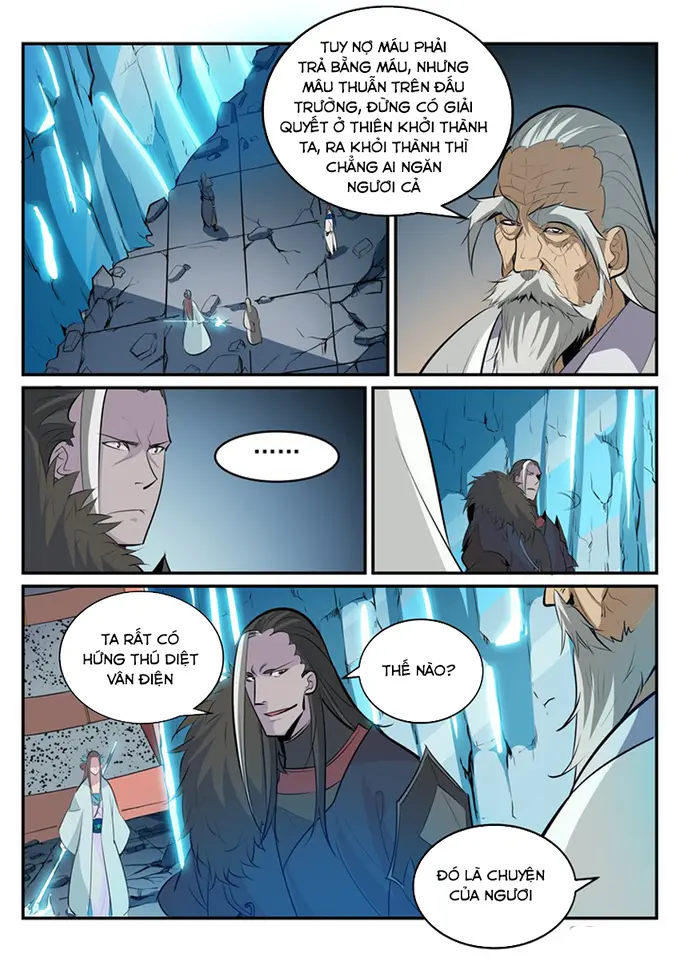 TUY NỢ MÁU PHẢI
TRẢ BẰNG MÁU, NHƯNG
MÂU THUẪN TRÊN ĐẤU
TRƯỜNG, ĐỪNG CÓ GIẢI
QUYẾT Ở THIÊN KHỞI THÀNH
TA, RA KHỎI THÀNH THÌ
CHẲNG AI NGĂN
NGƯƠI CẢ
......
TA RẤT CÓ
HỨNG THÚ DIỆT
VÂN ĐIỆN
THẾ NÀO?
ĐÓ LÀ CHUYỆN
CỦA NGƯƠI